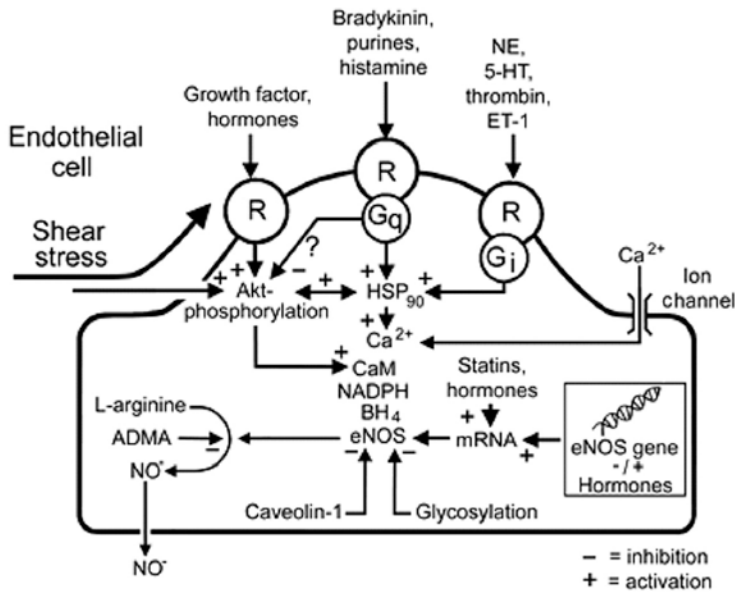 Bradykinin,
purines,
histamine
NE,
5-HT,
thrombin,
ET-1
Growth factor,
hormones
Endothelial
cell
R
R
R
Gq
Gi
Shear
stress
?
Ca2+
Ion
channel
+ + − + + +
Akt-
phosphorylation
HSP90
+
Ca2+
+
CaM
NADPH
BH4
eNOS
Statins,
hormones
+
mRNA
+
eNOS gene
- / +
Hormones
L-arginine
ADMA
−
NO-
− −
Caveolin-1
Glycosylation
NO-
− = inhibition
+ = activation